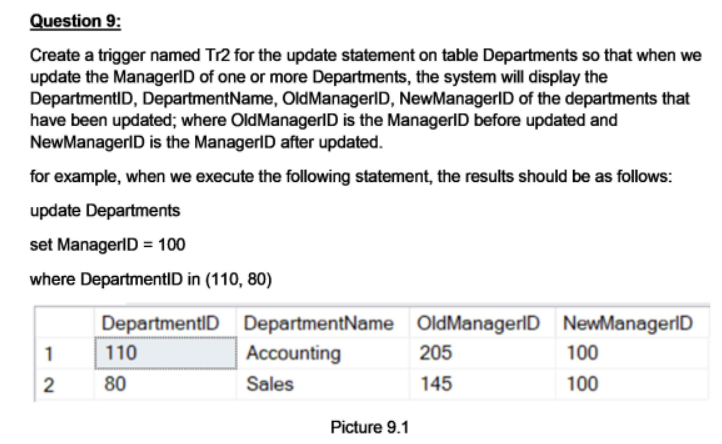 Question 9:
Create a trigger named Tr2 for the update statement on table Departments so that when we
update the ManagerID of one or more Departments, the system will display the
DepartmentID, DepartmentName, OldManagerID, NewManagerID of the departments that
have been updated; where OldManagerID is the ManagerID before updated and
NewManagerID is the ManagerID after updated.
for example, when we execute the following statement, the results should be as follows:
update Departments
set ManagerID = 100
where DepartmentID in (110, 80)
DepartmentID DepartmentName OldManagerID NewManagerID
1 110 Accounting 205 100
2 80 Sales 145 100
Picture 9.1